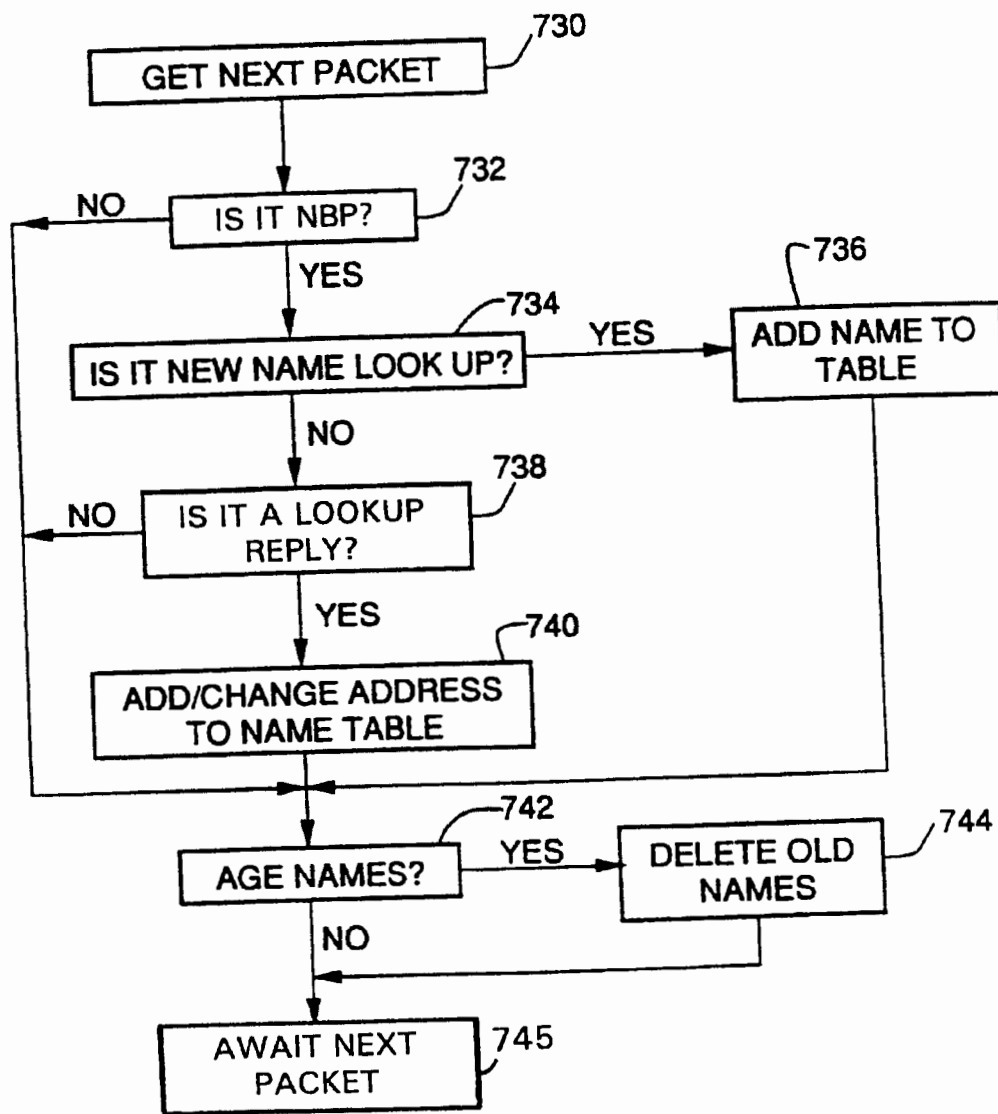 730
GET NEXT PACKET
732
NO
IS IT NBP?
YES
736
734
YES
ADD NAME TO
TABLE
IS IT NEW NAME LOOK UP?
NO
738
NO
IS IT A LOOKUP
REPLY?
YES
740
ADD/CHANGE ADDRESS
TO NAME TABLE
742
744
AGE NAMES?
YES
DELETE OLD
NAMES
NO
AWAIT NEXT
PACKET
745